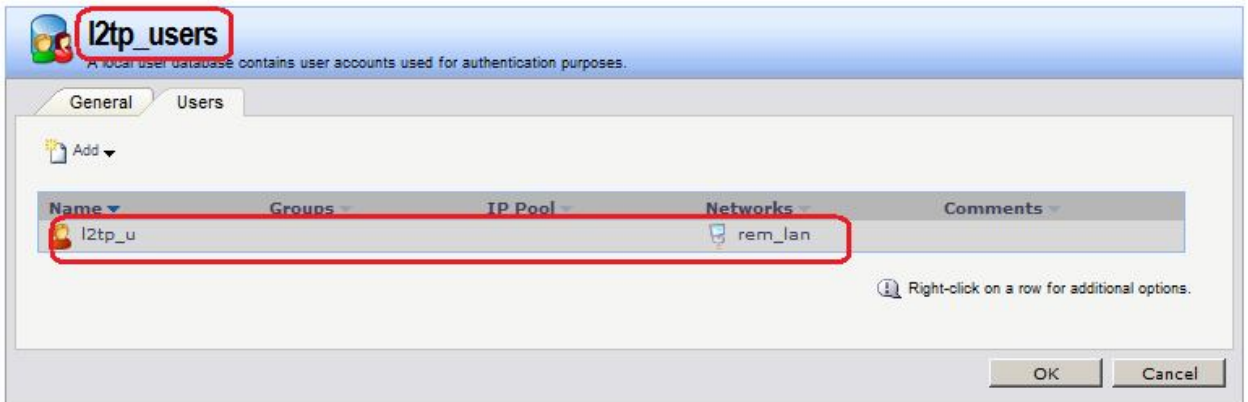 l2tp_users
A local user database contains user accounts used for authentication purposes.
General Users
Add
Name Groups IP Pool Networks Comments
l2tp_u rem_lan
Right-click on a row for additional options.
OK Cancel